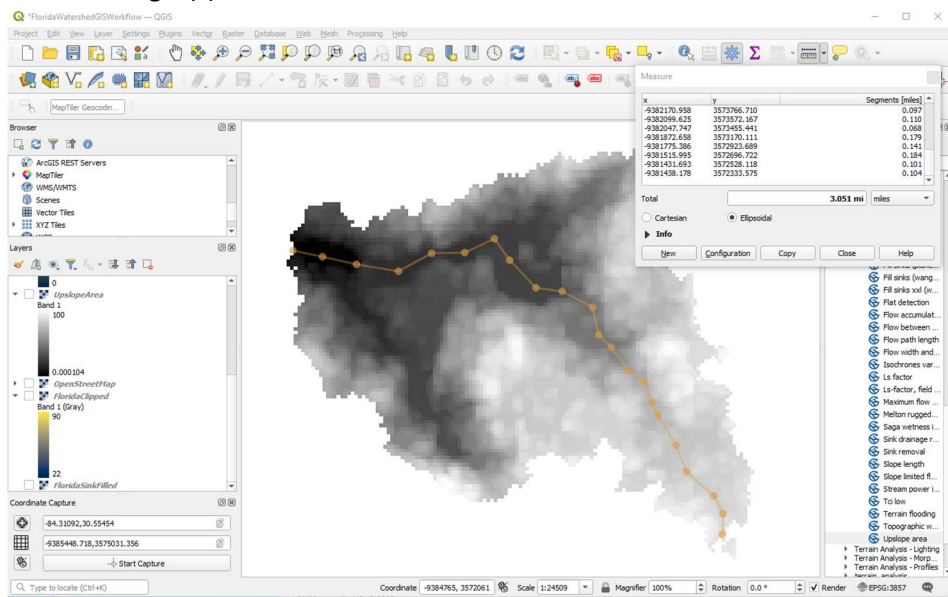 *FloridaWatershedGISWorkflow — QGIS
Project Edit View Layer Settings Plugins Vector Raster Database Web Mesh Processing Help
MapTiler Geocodin...
Browser
ArcGIS REST Servers
MapTiler
WMS/WMTS
Scenes
Vector Tiles
XYZ Tiles
Layers
0
UpslopeArea
Band 1
100
0.000104
OpenStreetMap
FloridaClipped
Band 1 (Gray)
90
22
FloridaSinkFilled
Coordinate Capture
-84.31092,30.55454
-9385448.718,3575031.356
Start Capture
Measure
x y Segments [miles]
-9382170.958 3573766.710 0.097
-9382099.625 3573572.167 0.110
-9382047.747 3573455.441 0.068
-9381872.658 3573170.111 0.179
-9381775.386 3572923.689 0.141
-9381515.995 3572696.722 0.184
-9381431.693 3572528.118 0.101
-9381438.178 3572333.575 0.104
Total 3.051 mi miles
Cartesian Ellipsoidal
Info
New Configuration Copy Close Help
Fill sinks (wang...
Fill sinks xxl (w...
Flat detection
Flow accumulat...
Flow between ...
Flow path length
Flow width and...
Isochrones var...
Ls factor
Ls-factor, field ...
Maximum flow ...
Melton rugged...
Saga wetness i...
Sink drainage r...
Sink removal
Slope length
Slope limited fl...
Stream power i...
Tci low
Terrain flooding
Topographic w...
Upslope area
Terrain Analysis - Lighting
Terrain Analysis - Morp...
Terrain Analysis - Profiles
Type to locate (Ctrl+K)
Coordinate -9384765, 3572061 Scale 1:24509 Magnifier 100% Rotation 0.0 ° Render EPSG:3857